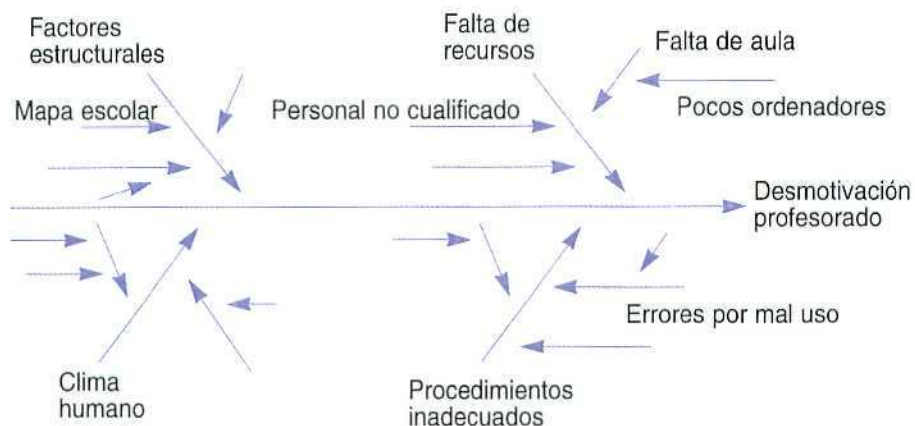 Factores
estructurales
Falta de
recursos
Falta de aula
Mapa escolar
Personal no cualificado
Pocos ordenadores
Desmotivación
profesorado
Errores por mal uso
Clima
humano
Procedimientos
inadecuados